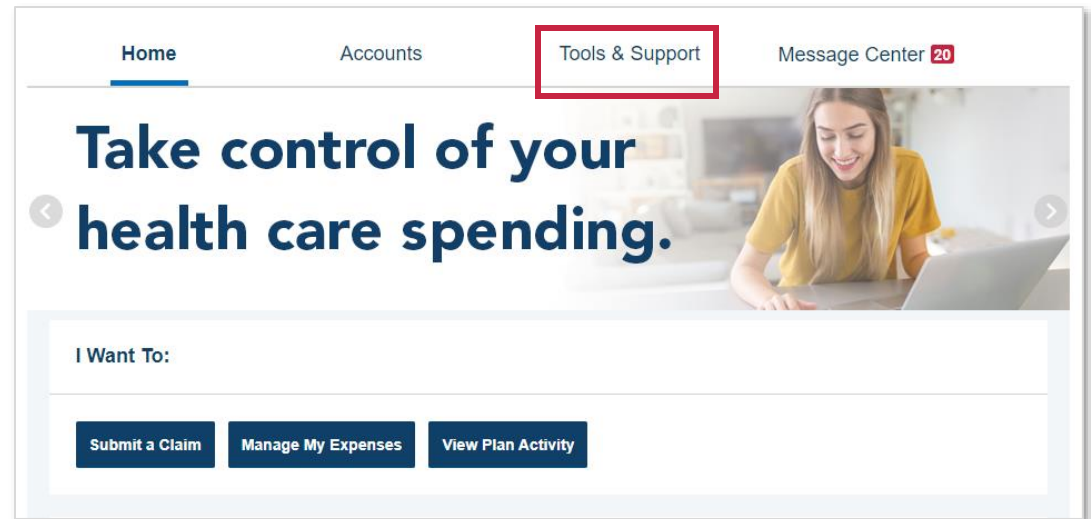 Home Accounts Tools & Support Message Center 20
Take control of your
health care spending.
I Want To:
Submit a Claim Manage My Expenses View Plan Activity